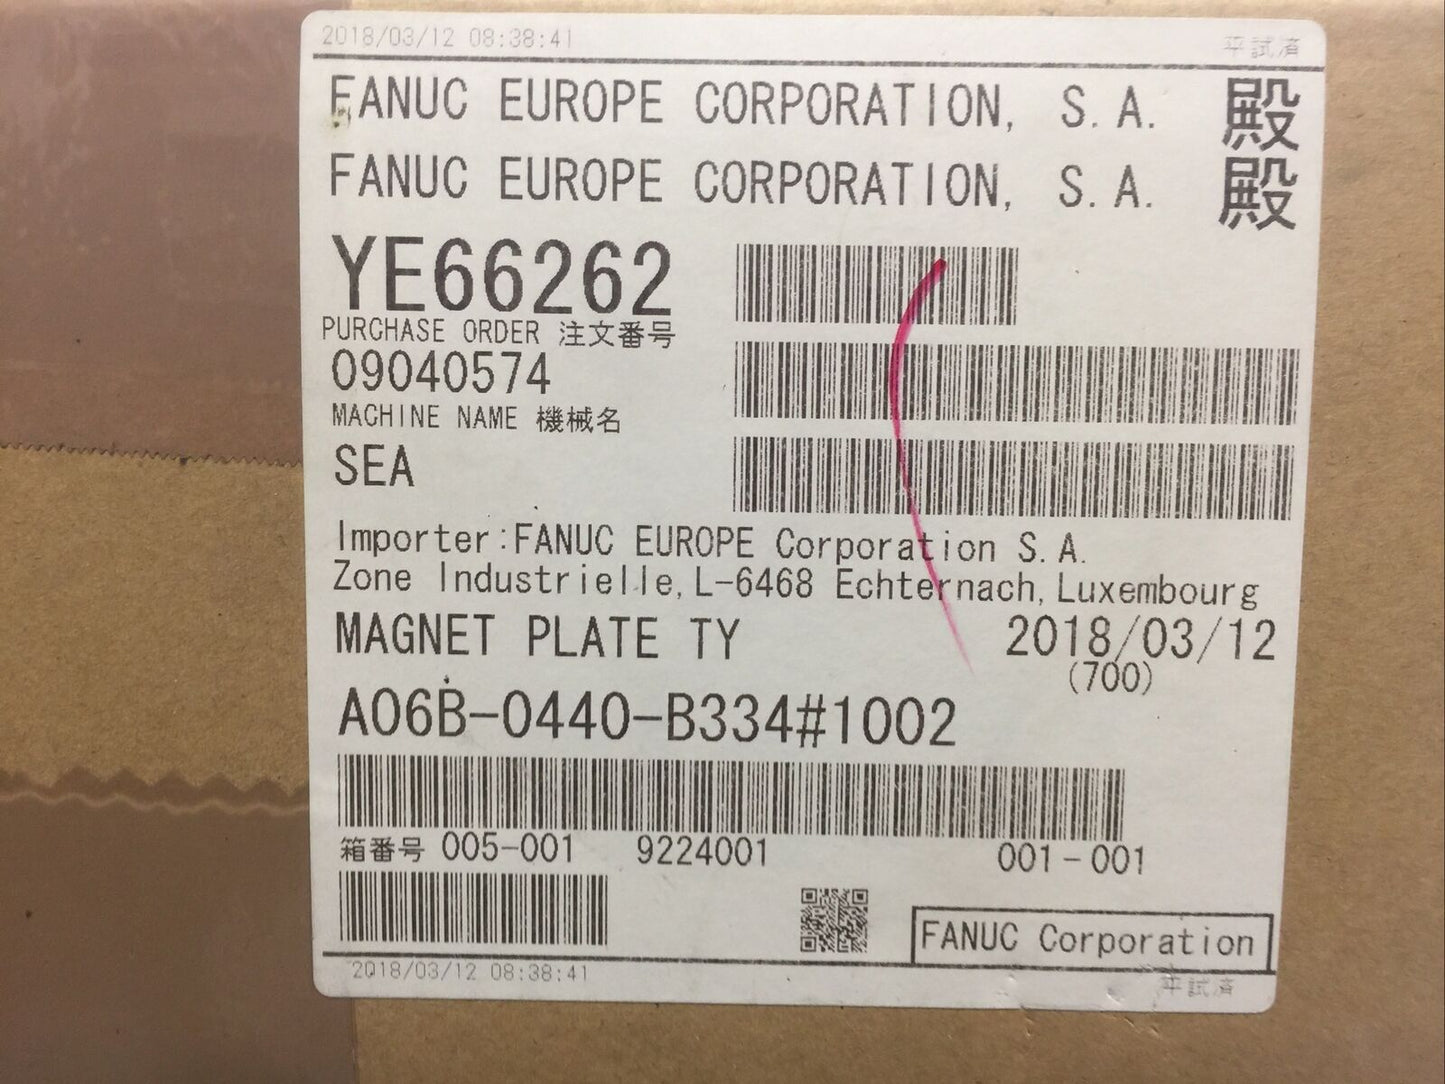 2018/03/12 08:38:41 平試済
FANUC EUROPE CORPORATION, S.A. 殿
FANUC EUROPE CORPORATION, S.A. 殿
YE66262
PURCHASE ORDER 注文番号
09040574
MACHINE NAME 機械名
SEA
Importer:FANUC EUROPE Corporation S.A.
Zone Industrielle,L-6468 Echternach,Luxembourg
MAGNET PLATE TY 2018/03/12
(700)
A06B-0440-B334#1002
箱番号 005-001 9224001 001-001
FANUC Corporation
2018/03/12 08:38:41 平試済